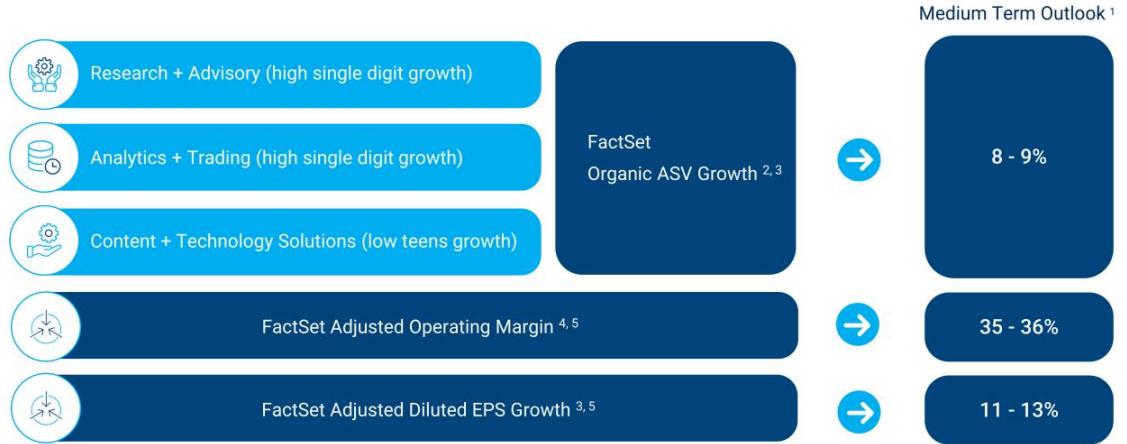 Medium Term Outlook 1
Research + Advisory (high single digit growth)
Analytics + Trading (high single digit growth)
Content + Technology Solutions (low teens growth)
FactSet
Organic ASV Growth 2, 3
8 - 9%
FactSet Adjusted Operating Margin 4, 5
35 - 36%
FactSet Adjusted Diluted EPS Growth 3, 5
11 - 13%